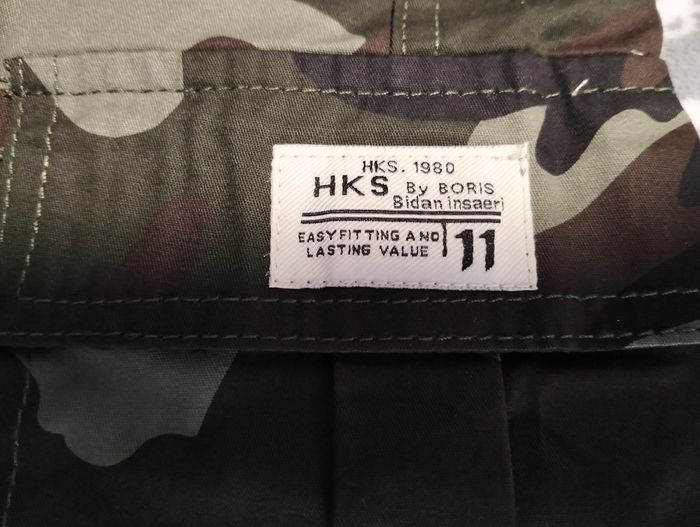 HKS. 1980
HKS By BORIS
Bidan insaeri
EASYFITTING AND
LASTING VALUE
11